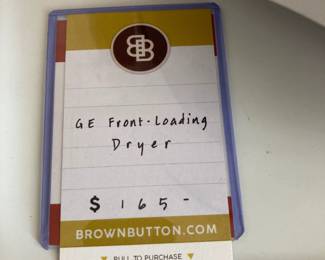 GE Front-Loading
Dryer
$ 165-
BROWNBUTTON.COM
PULL TO PURCHASE